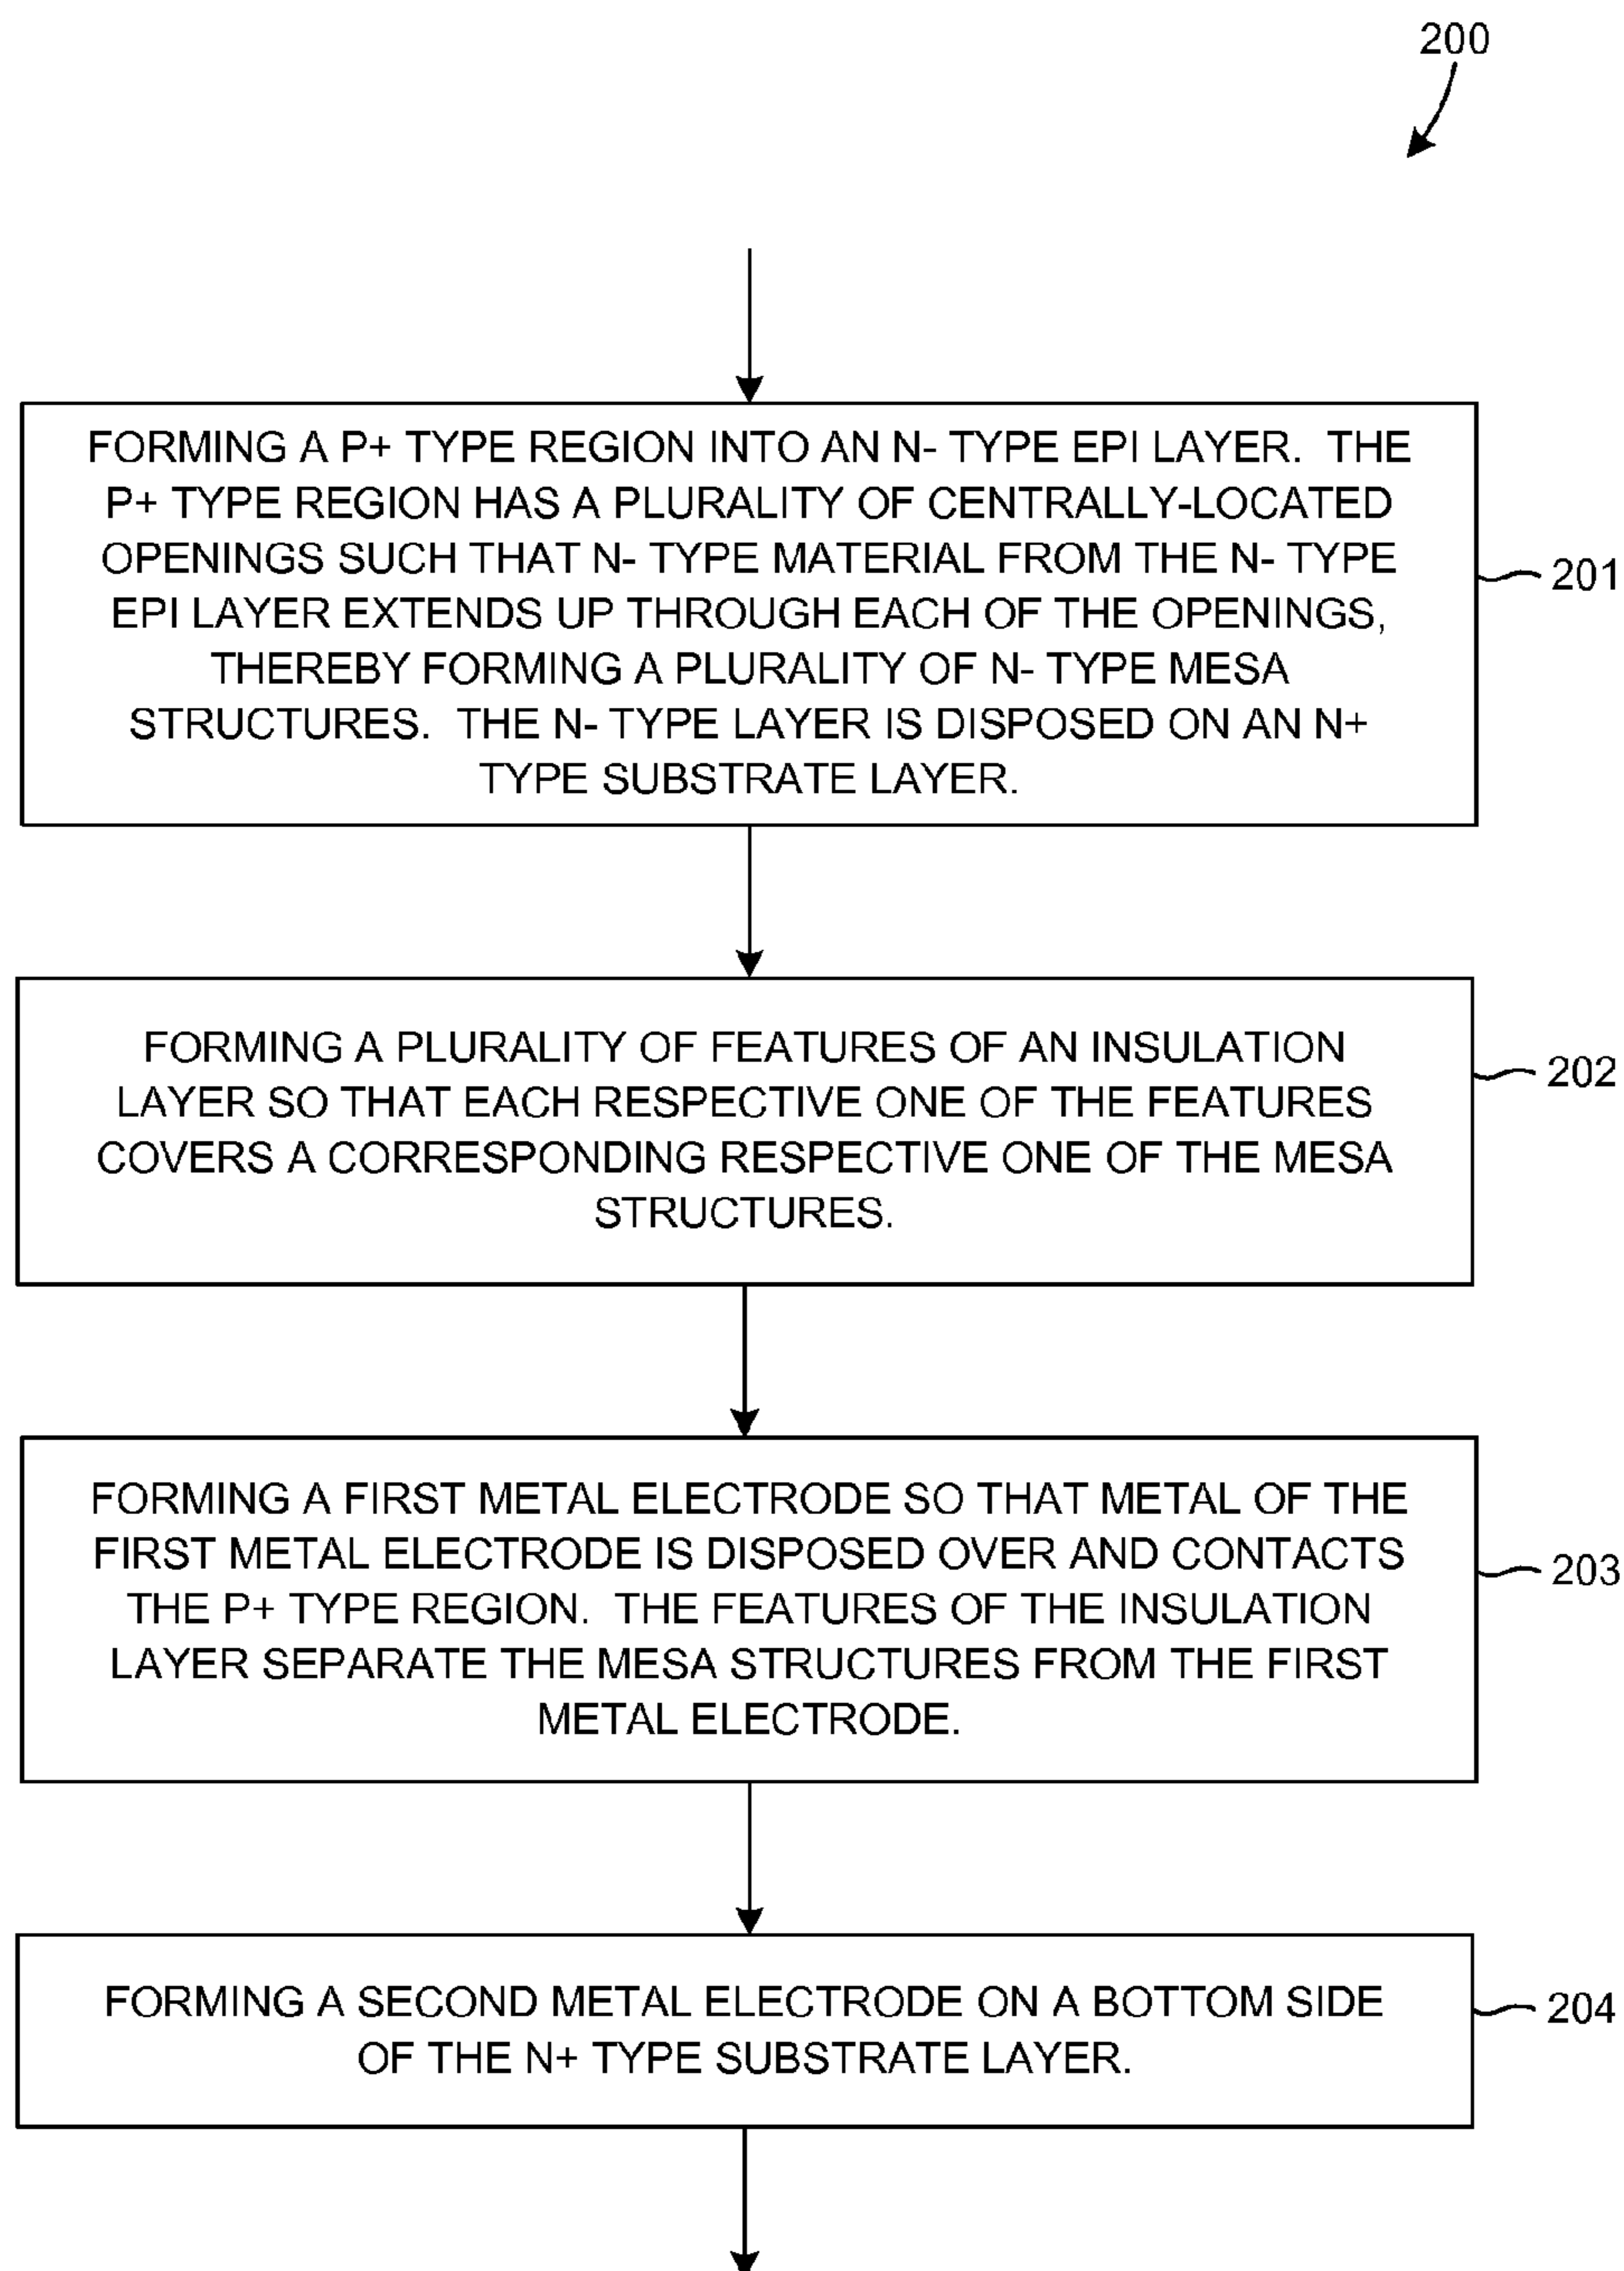 200
FORMING A P+ TYPE REGION INTO AN N- TYPE EPI LAYER. THE
P+ TYPE REGION HAS A PLURALITY OF CENTRALLY-LOCATED
OPENINGS SUCH THAT N- TYPE MATERIAL FROM THE N- TYPE
EPI LAYER EXTENDS UP THROUGH EACH OF THE OPENINGS,
THEREBY FORMING A PLURALITY OF N- TYPE MESA
STRUCTURES. THE N- TYPE LAYER IS DISPOSED ON AN N+
TYPE SUBSTRATE LAYER.
201
FORMING A PLURALITY OF FEATURES OF AN INSULATION
LAYER SO THAT EACH RESPECTIVE ONE OF THE FEATURES
COVERS A CORRESPONDING RESPECTIVE ONE OF THE MESA
STRUCTURES.
202
FORMING A FIRST METAL ELECTRODE SO THAT METAL OF THE
FIRST METAL ELECTRODE IS DISPOSED OVER AND CONTACTS
THE P+ TYPE REGION. THE FEATURES OF THE INSULATION
LAYER SEPARATE THE MESA STRUCTURES FROM THE FIRST
METAL ELECTRODE.
203
FORMING A SECOND METAL ELECTRODE ON A BOTTOM SIDE
OF THE N+ TYPE SUBSTRATE LAYER.
204